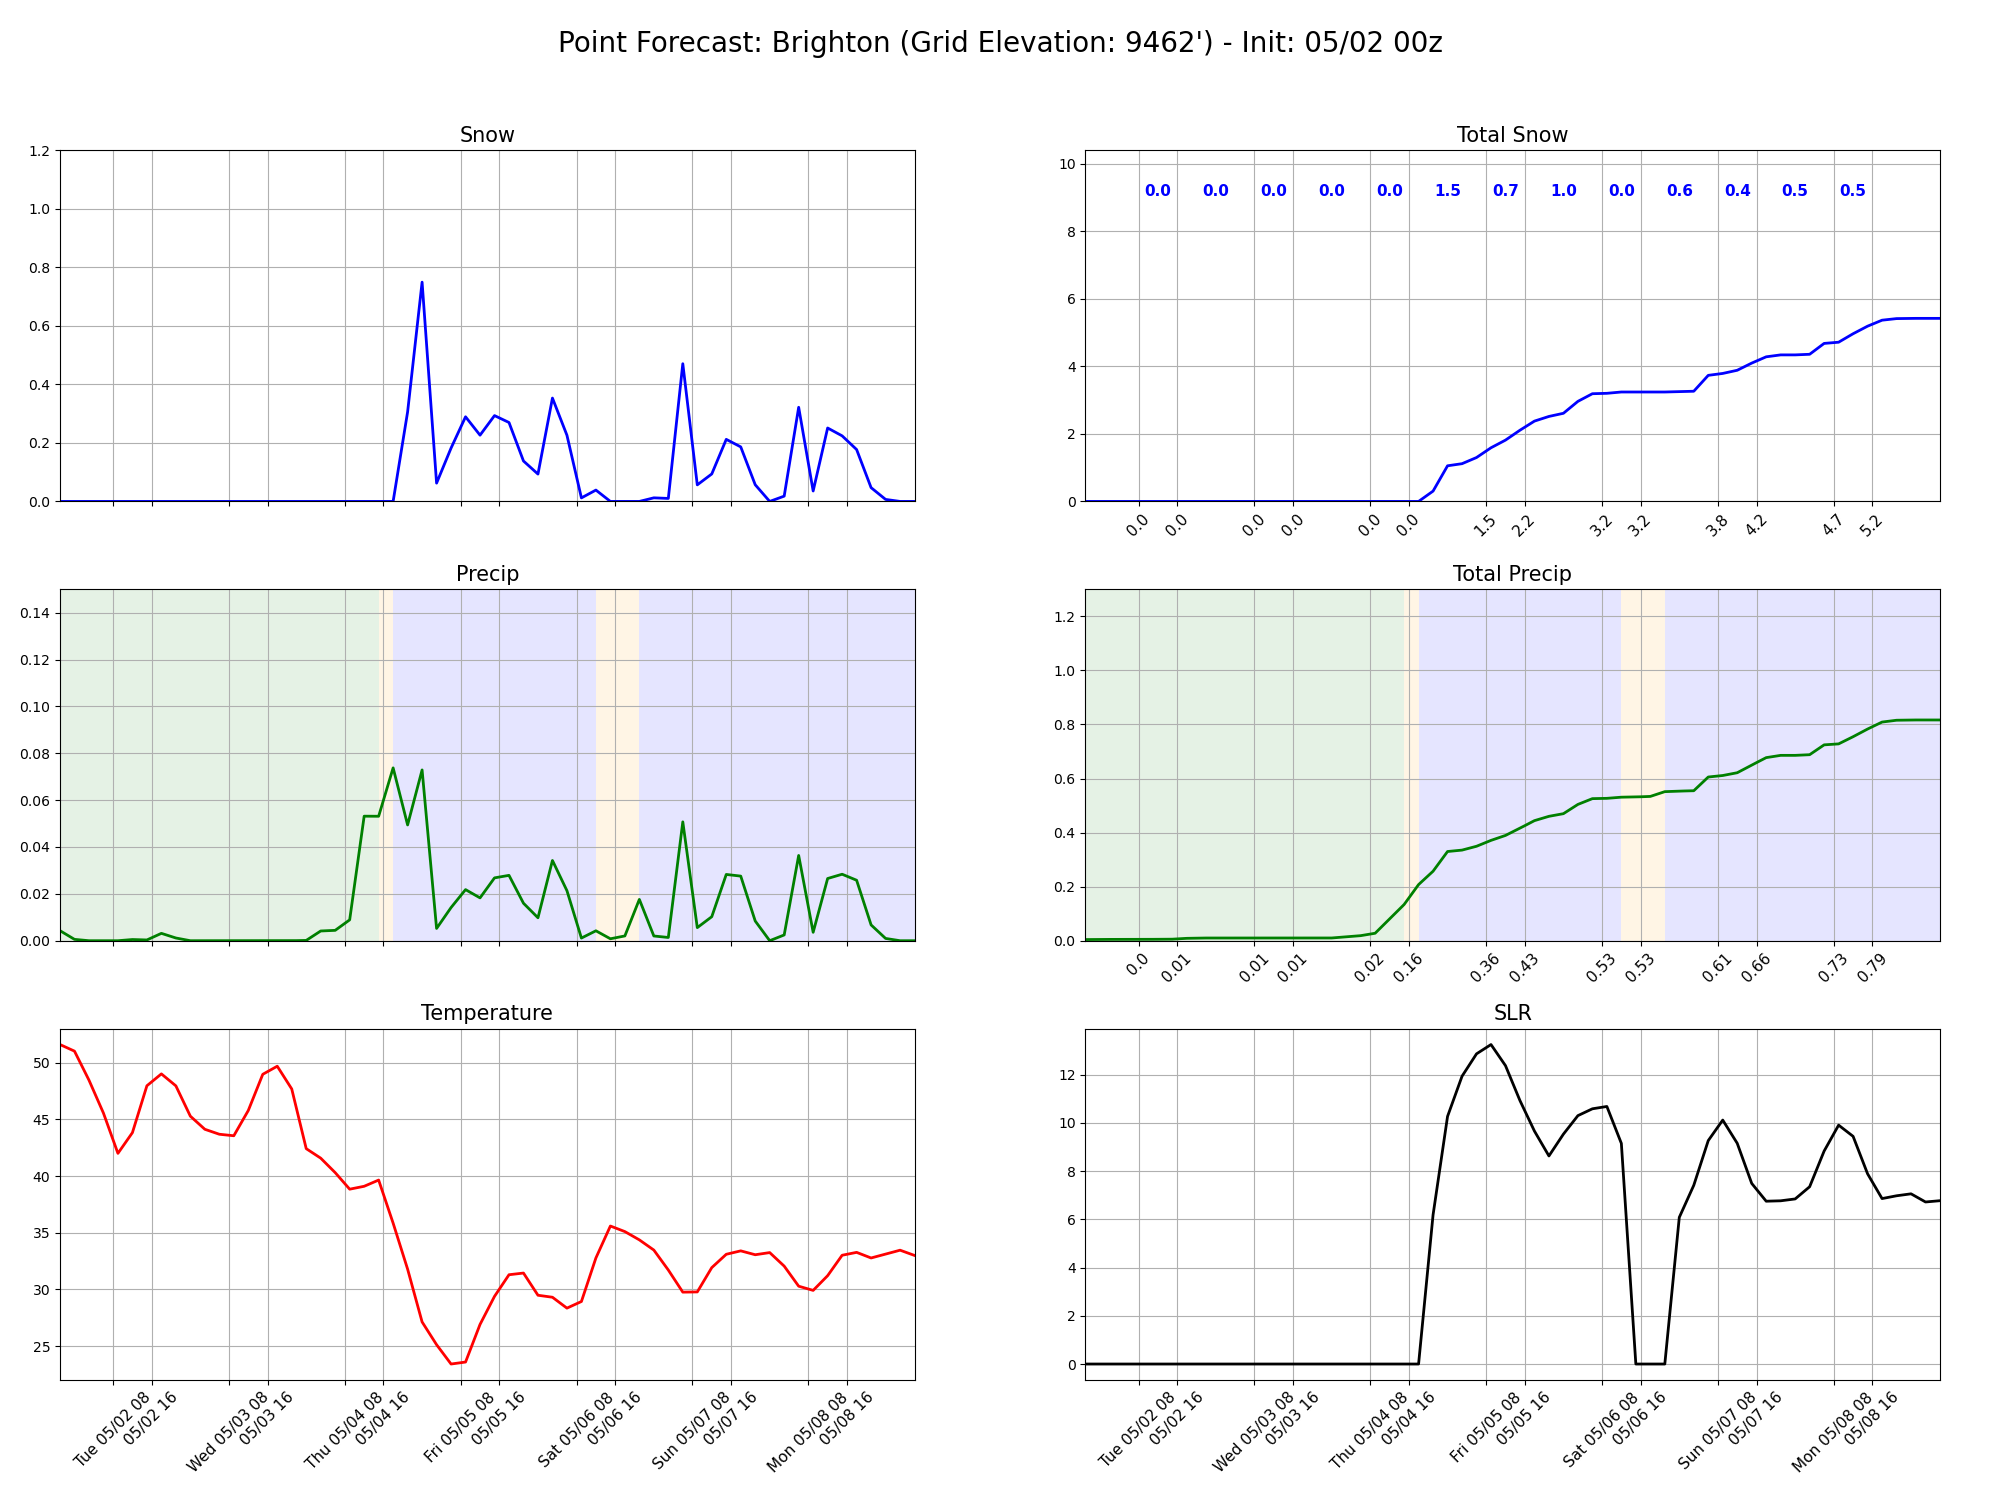 Point Forecast: Brighton (Grid Elevation: 9462') - Init: 05/02 00z
Snow
1.2
1.0
0.8
0.6
0.4
0.2
0.0
Total Snow
10
8
6
4
2
0
0.0 0.0 0.0 0.0 0.0 1.5 0.7 1.0 0.0 0.6 0.4 0.5 0.5
0.0 0.0 0.0 0.0 0.0 0.0 1.5 2.2 3.2 3.2 3.8 4.2 4.7 5.2
Precip
0.14
0.12
0.10
0.08
0.06
0.04
0.02
0.00
Total Precip
1.2
1.0
0.8
0.6
0.4
0.2
0.0
0.0 0.01 0.01 0.01 0.02 0.16 0.36 0.43 0.53 0.53 0.61 0.66 0.73 0.79
Temperature
50
45
40
35
30
25
Tue 05/02 08
05/02 16
Wed 05/03 08
05/03 16
Thu 05/04 08
05/04 16
Fri 05/05 08
05/05 16
Sat 05/06 08
05/06 16
Sun 05/07 08
05/07 16
Mon 05/08 08
05/08 16
SLR
12
10
8
6
4
2
0
Tue 05/02 08
05/02 16
Wed 05/03 08
05/03 16
Thu 05/04 08
05/04 16
Fri 05/05 08
05/05 16
Sat 05/06 08
05/06 16
Sun 05/07 08
05/07 16
Mon 05/08 08
05/08 16